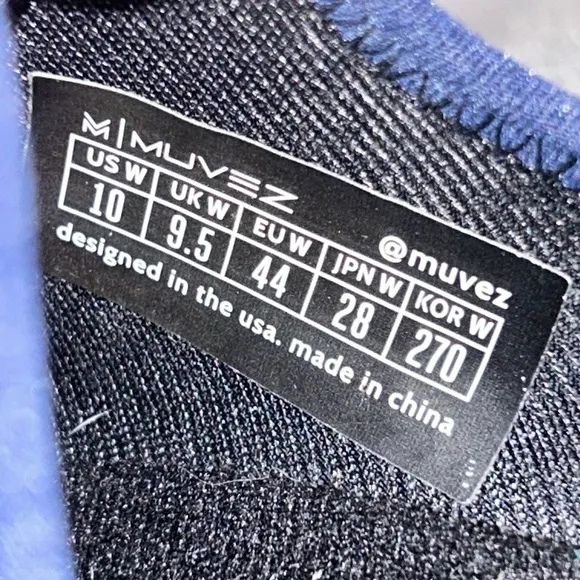 M | MUVEZ
@muvez
US W UK W EU W JPN W KOR W
10 9.5 44 28 270
designed in the usa. made in china